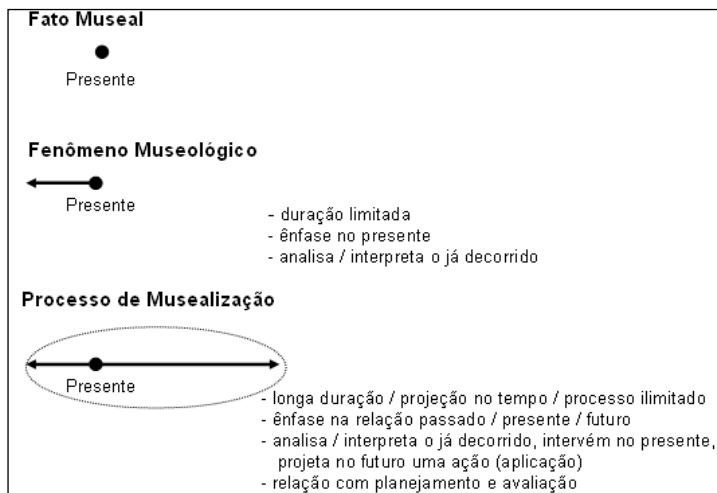 Fato Museal
Presente
Fenômeno Museológico
Presente
- duração limitada
- ênfase no presente
- analisa / interpreta o já decorrido
Processo de Musealização
Presente
- longa duração / projeção no tempo / processo ilimitado
- ênfase na relação passado / presente / futuro
- analisa / interpreta o já decorrido, intervém no presente,
projeta no futuro uma ação (aplicação)
- relação com planejamento e avaliação